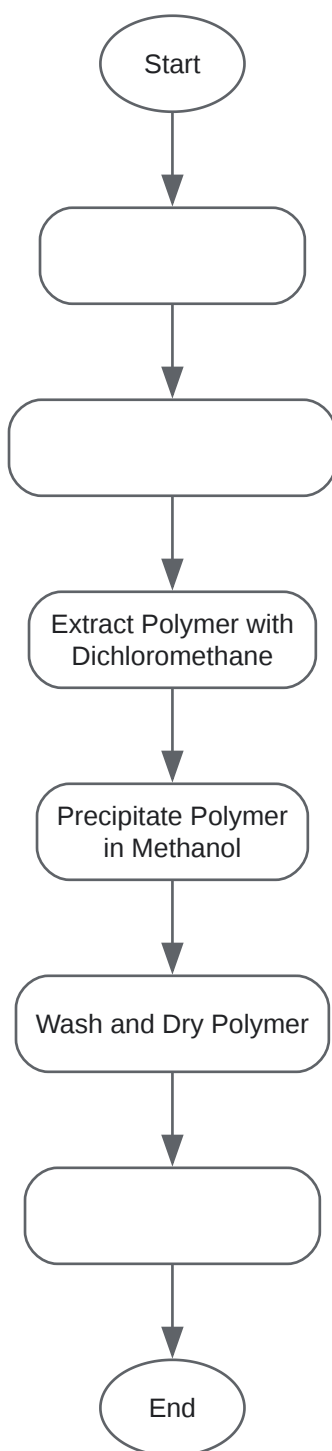 Start
Extract Polymer with
Dichloromethane
Precipitate Polymer
in Methanol
Wash and Dry Polymer
End